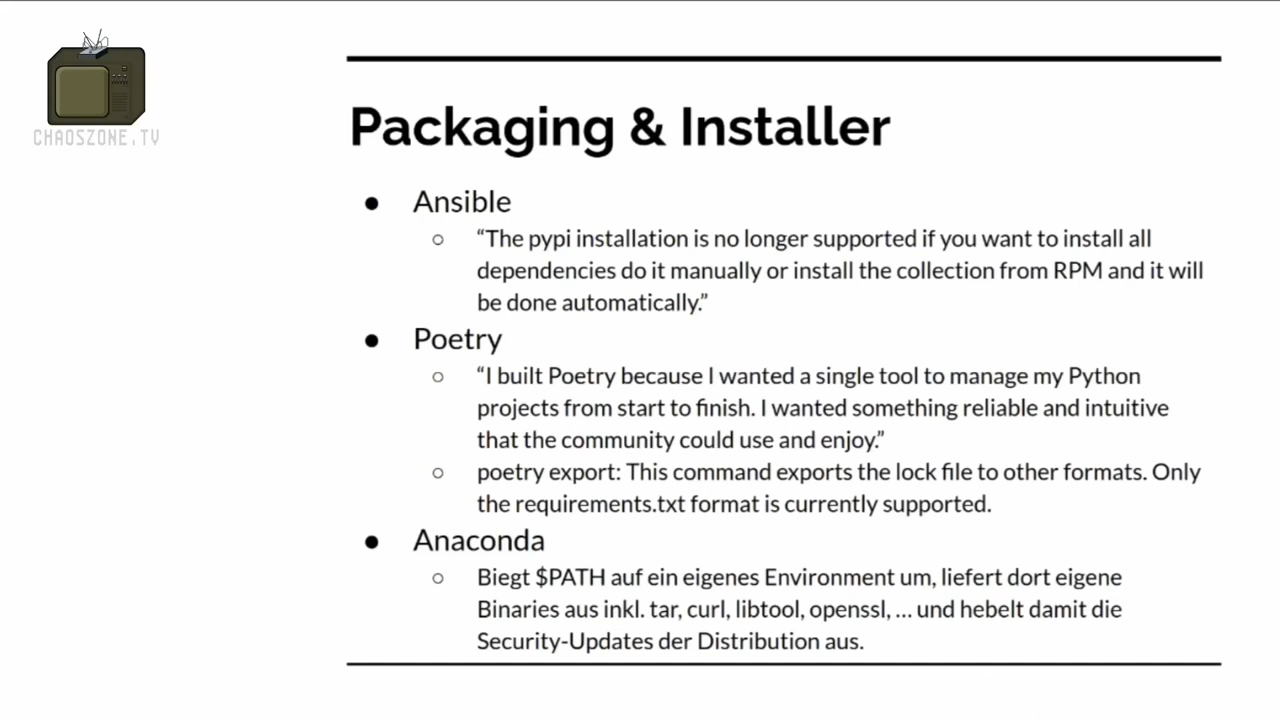 CHAOSZONE.TV
Packaging & Installer
● Ansible
○ “The pypi installation is no longer supported if you want to install all
dependencies do it manually or install the collection from RPM and it will
be done automatically.”
● Poetry
○ “I built Poetry because I wanted a single tool to manage my Python
projects from start to finish. I wanted something reliable and intuitive
that the community could use and enjoy.”
○ poetry export: This command exports the lock file to other formats. Only
the requirements.txt format is currently supported.
● Anaconda
○ Biegt $PATH auf ein eigenes Environment um, liefert dort eigene
Binaries aus inkl. tar, curl, libtool, openssl, … und hebelt damit die
Security-Updates der Distribution aus.